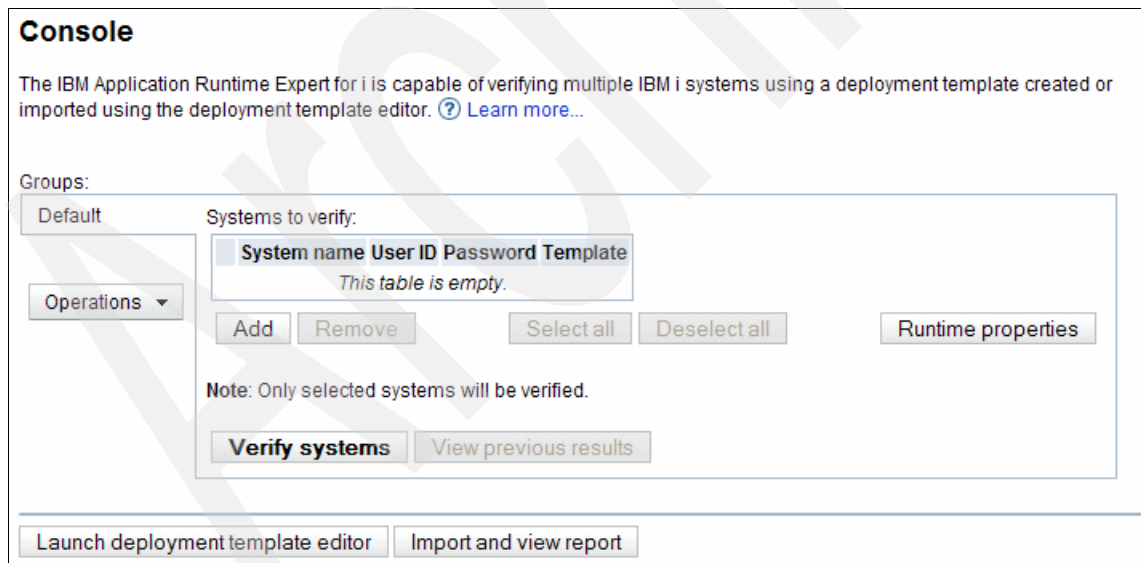 Console
The IBM Application Runtime Expert for i is capable of verifying multiple IBM i systems using a deployment template created or
imported using the deployment template editor. ? Learn more...
Groups:
Default
Systems to verify:
System name User ID Password Template
This table is empty.
Operations
Add Remove Select all Deselect all Runtime properties
Note: Only selected systems will be verified.
Verify systems View previous results
Launch deployment template editor Import and view report